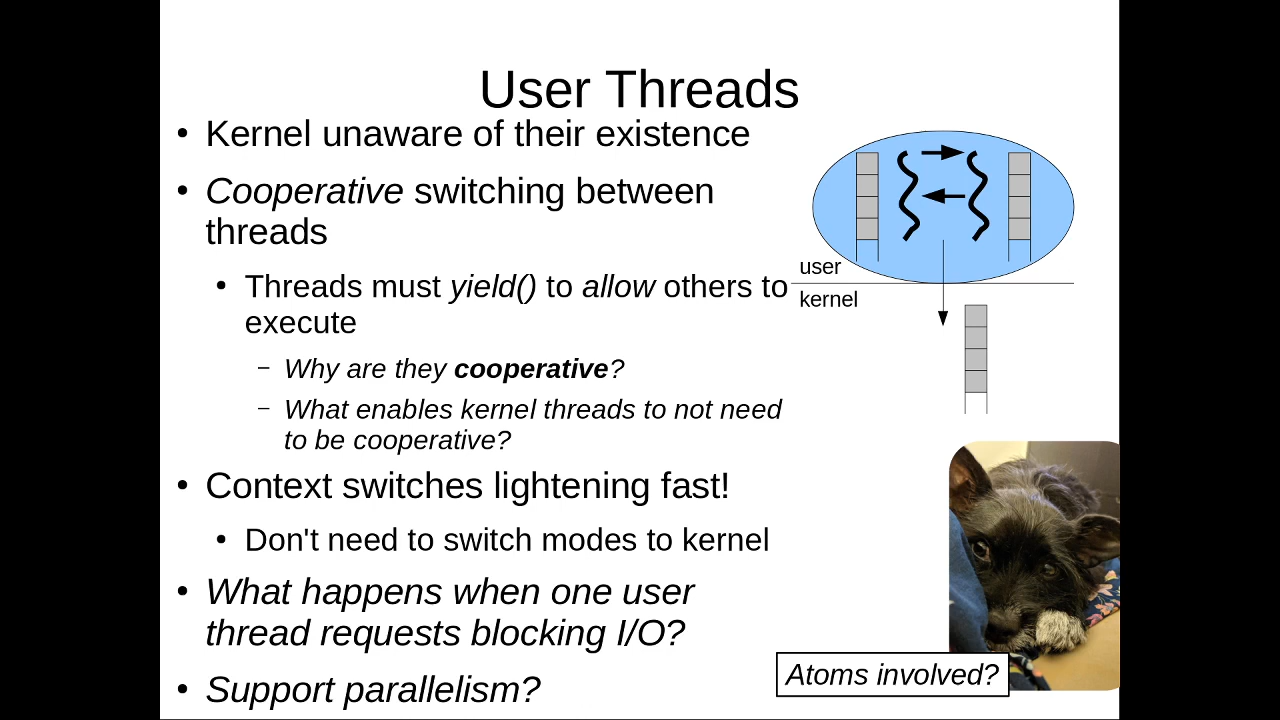 User Threads
• Kernel unaware of their existence
• Cooperative switching between
threads
• Threads must yield() to allow others to
execute
– Why are they cooperative?
– What enables kernel threads to not need
to be cooperative?
• Context switches lightening fast!
• Don't need to switch modes to kernel
• What happens when one user
thread requests blocking I/O?
• Support parallelism?
user
kernel
Atoms involved?